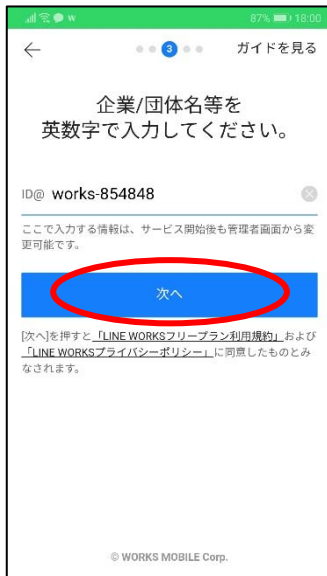 87% 18:00
3 ガイドを見る
企業/団体名等を
英数字で入力してください。
ID@ works-854848
ここで入力する情報は、サービス開始後も管理者画面から変
更可能です。
次へ
[次へ]を押すと「LINE WORKSフリープラン利用規約」および
「LINE WORKSプライバシーポリシー」に同意したものとみ
なされます。
© WORKS MOBILE Corp.